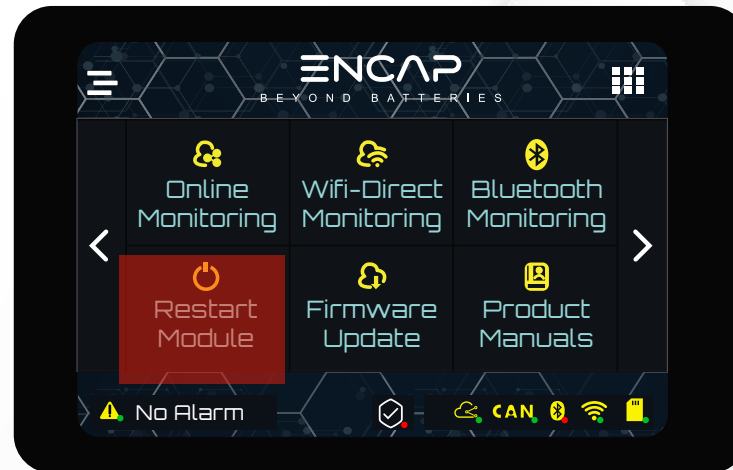 ENCAP
BEYOND BATTERIES
Online
Monitoring
Wifi-Direct
Monitoring
Bluetooth
Monitoring
Restart
Module
Firmware
Update
Product
Manuals
No Alarm
CAN